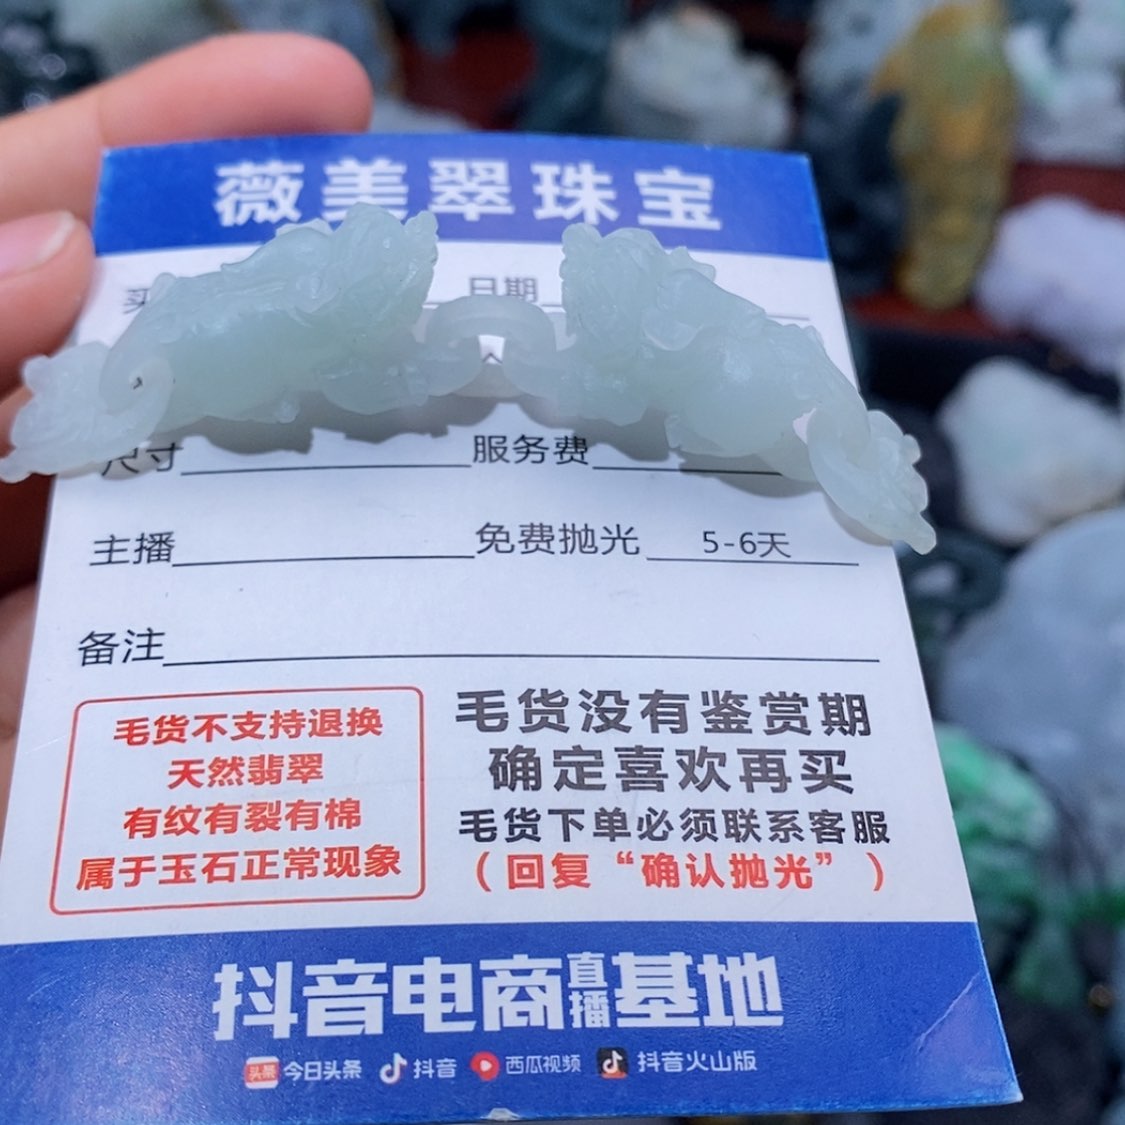 薇美翠珠宝
买
日期
尺寸
服务费
主播
免费抛光 5-6天
备注
毛货不支持退换
天然翡翠
有纹有裂有棉
属于玉石正常现象
毛货没有鉴赏期
确定喜欢再买
毛货下单必须联系客服
（回复“确认抛光”）
抖音电商直播基地
头条 今日头条 抖音 西瓜视频 抖音火山版